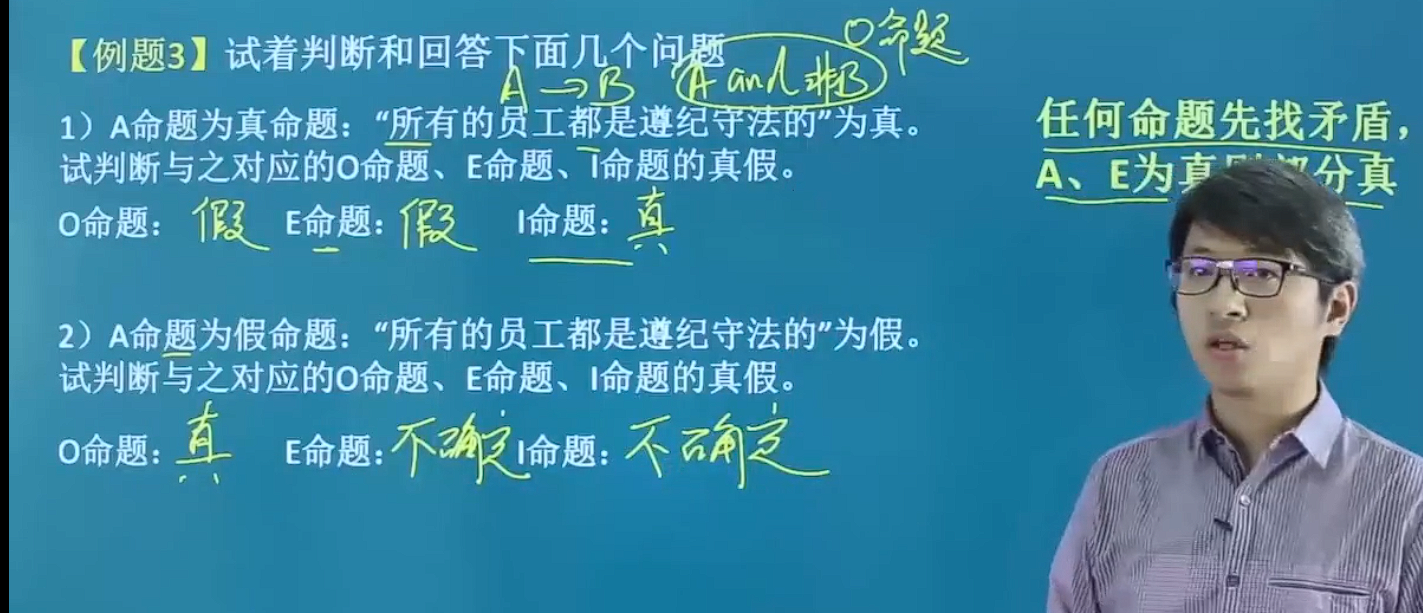 【例题3】试着判断和回答下面几个问题
O命题
A→B A and 非B
1）A命题为真命题：“所有的员工都是遵纪守法的”为真。
试判断与之对应的O命题、E命题、I命题的真假。
O命题：假 E命题：假 I命题：真
2）A命题为假命题：“所有的员工都是遵纪守法的”为假。
试判断与之对应的O命题、E命题、I命题的真假。
O命题：真 E命题：不确定 I命题：不确定
任何命题先找矛盾，
A、E为真 部分真